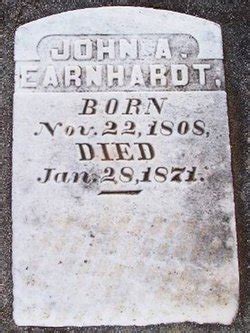 JOHN A.
EARNHARDT.
BORN
Nov. 22, 1808,
DIED
Jan. 28, 1871.